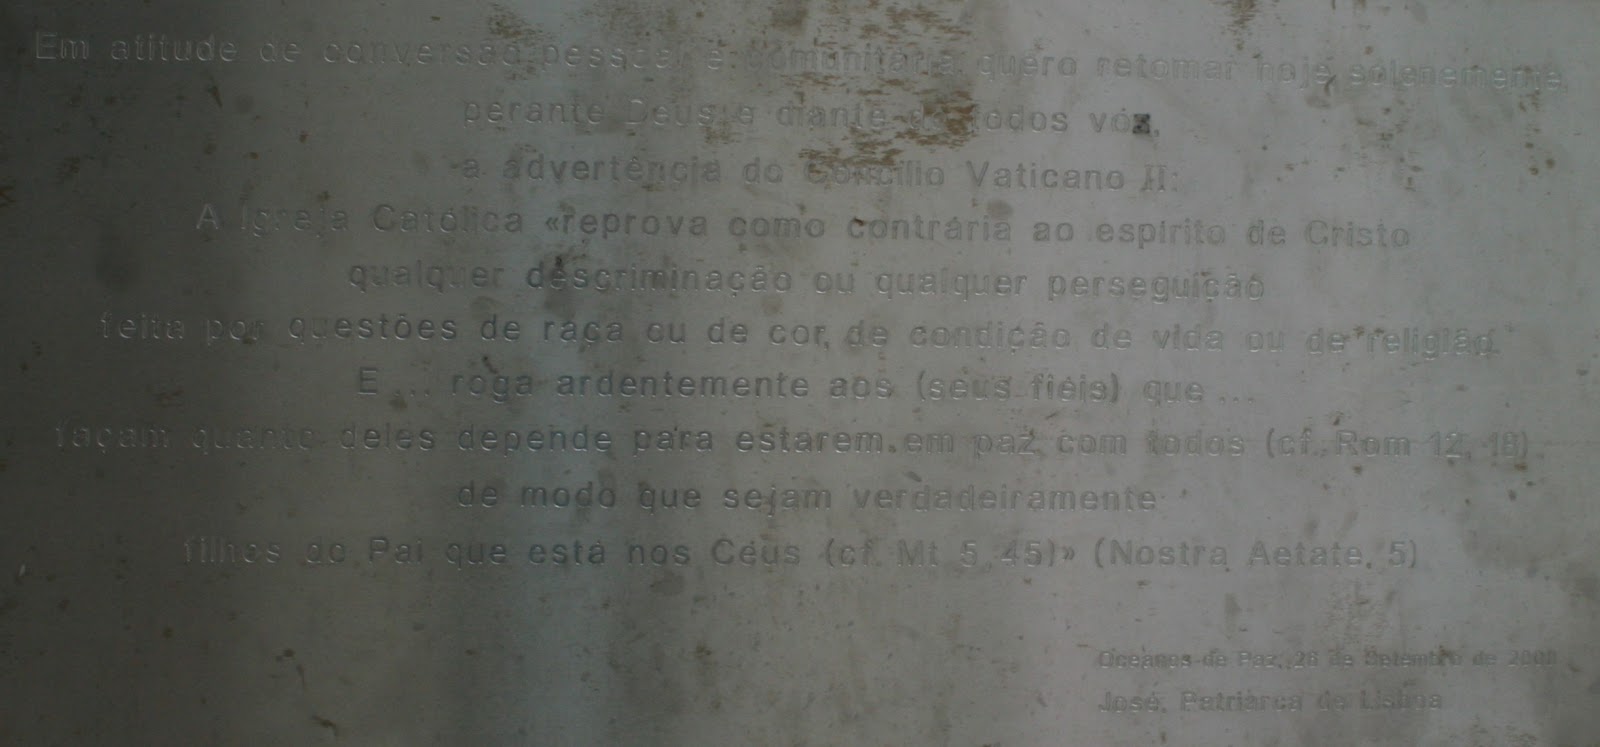 Em atitude de conversão pessoal e comunitária quero retomar hoje, solenemente,
perante Deus e diante de todos vós,
a advertência do Concílio Vaticano II:
A Igreja Católica «reprova como contrária ao espírito de Cristo
qualquer descriminação ou qualquer perseguição
feita por questões de raça ou de cor, de condição de vida ou de religião.
E ... roga ardentemente aos (seus fiéis) que ...
façam quanto deles depende para estarem em paz com todos (cf. Rom 12, 18)
de modo que sejam verdadeiramente
filhos do Pai que está nos Céus (cf. Mt 5, 45)» (Nostra Aetate, 5)
Oceanos de Paz, 26 de Setembro de 2000
José, Patriarca de Lisboa